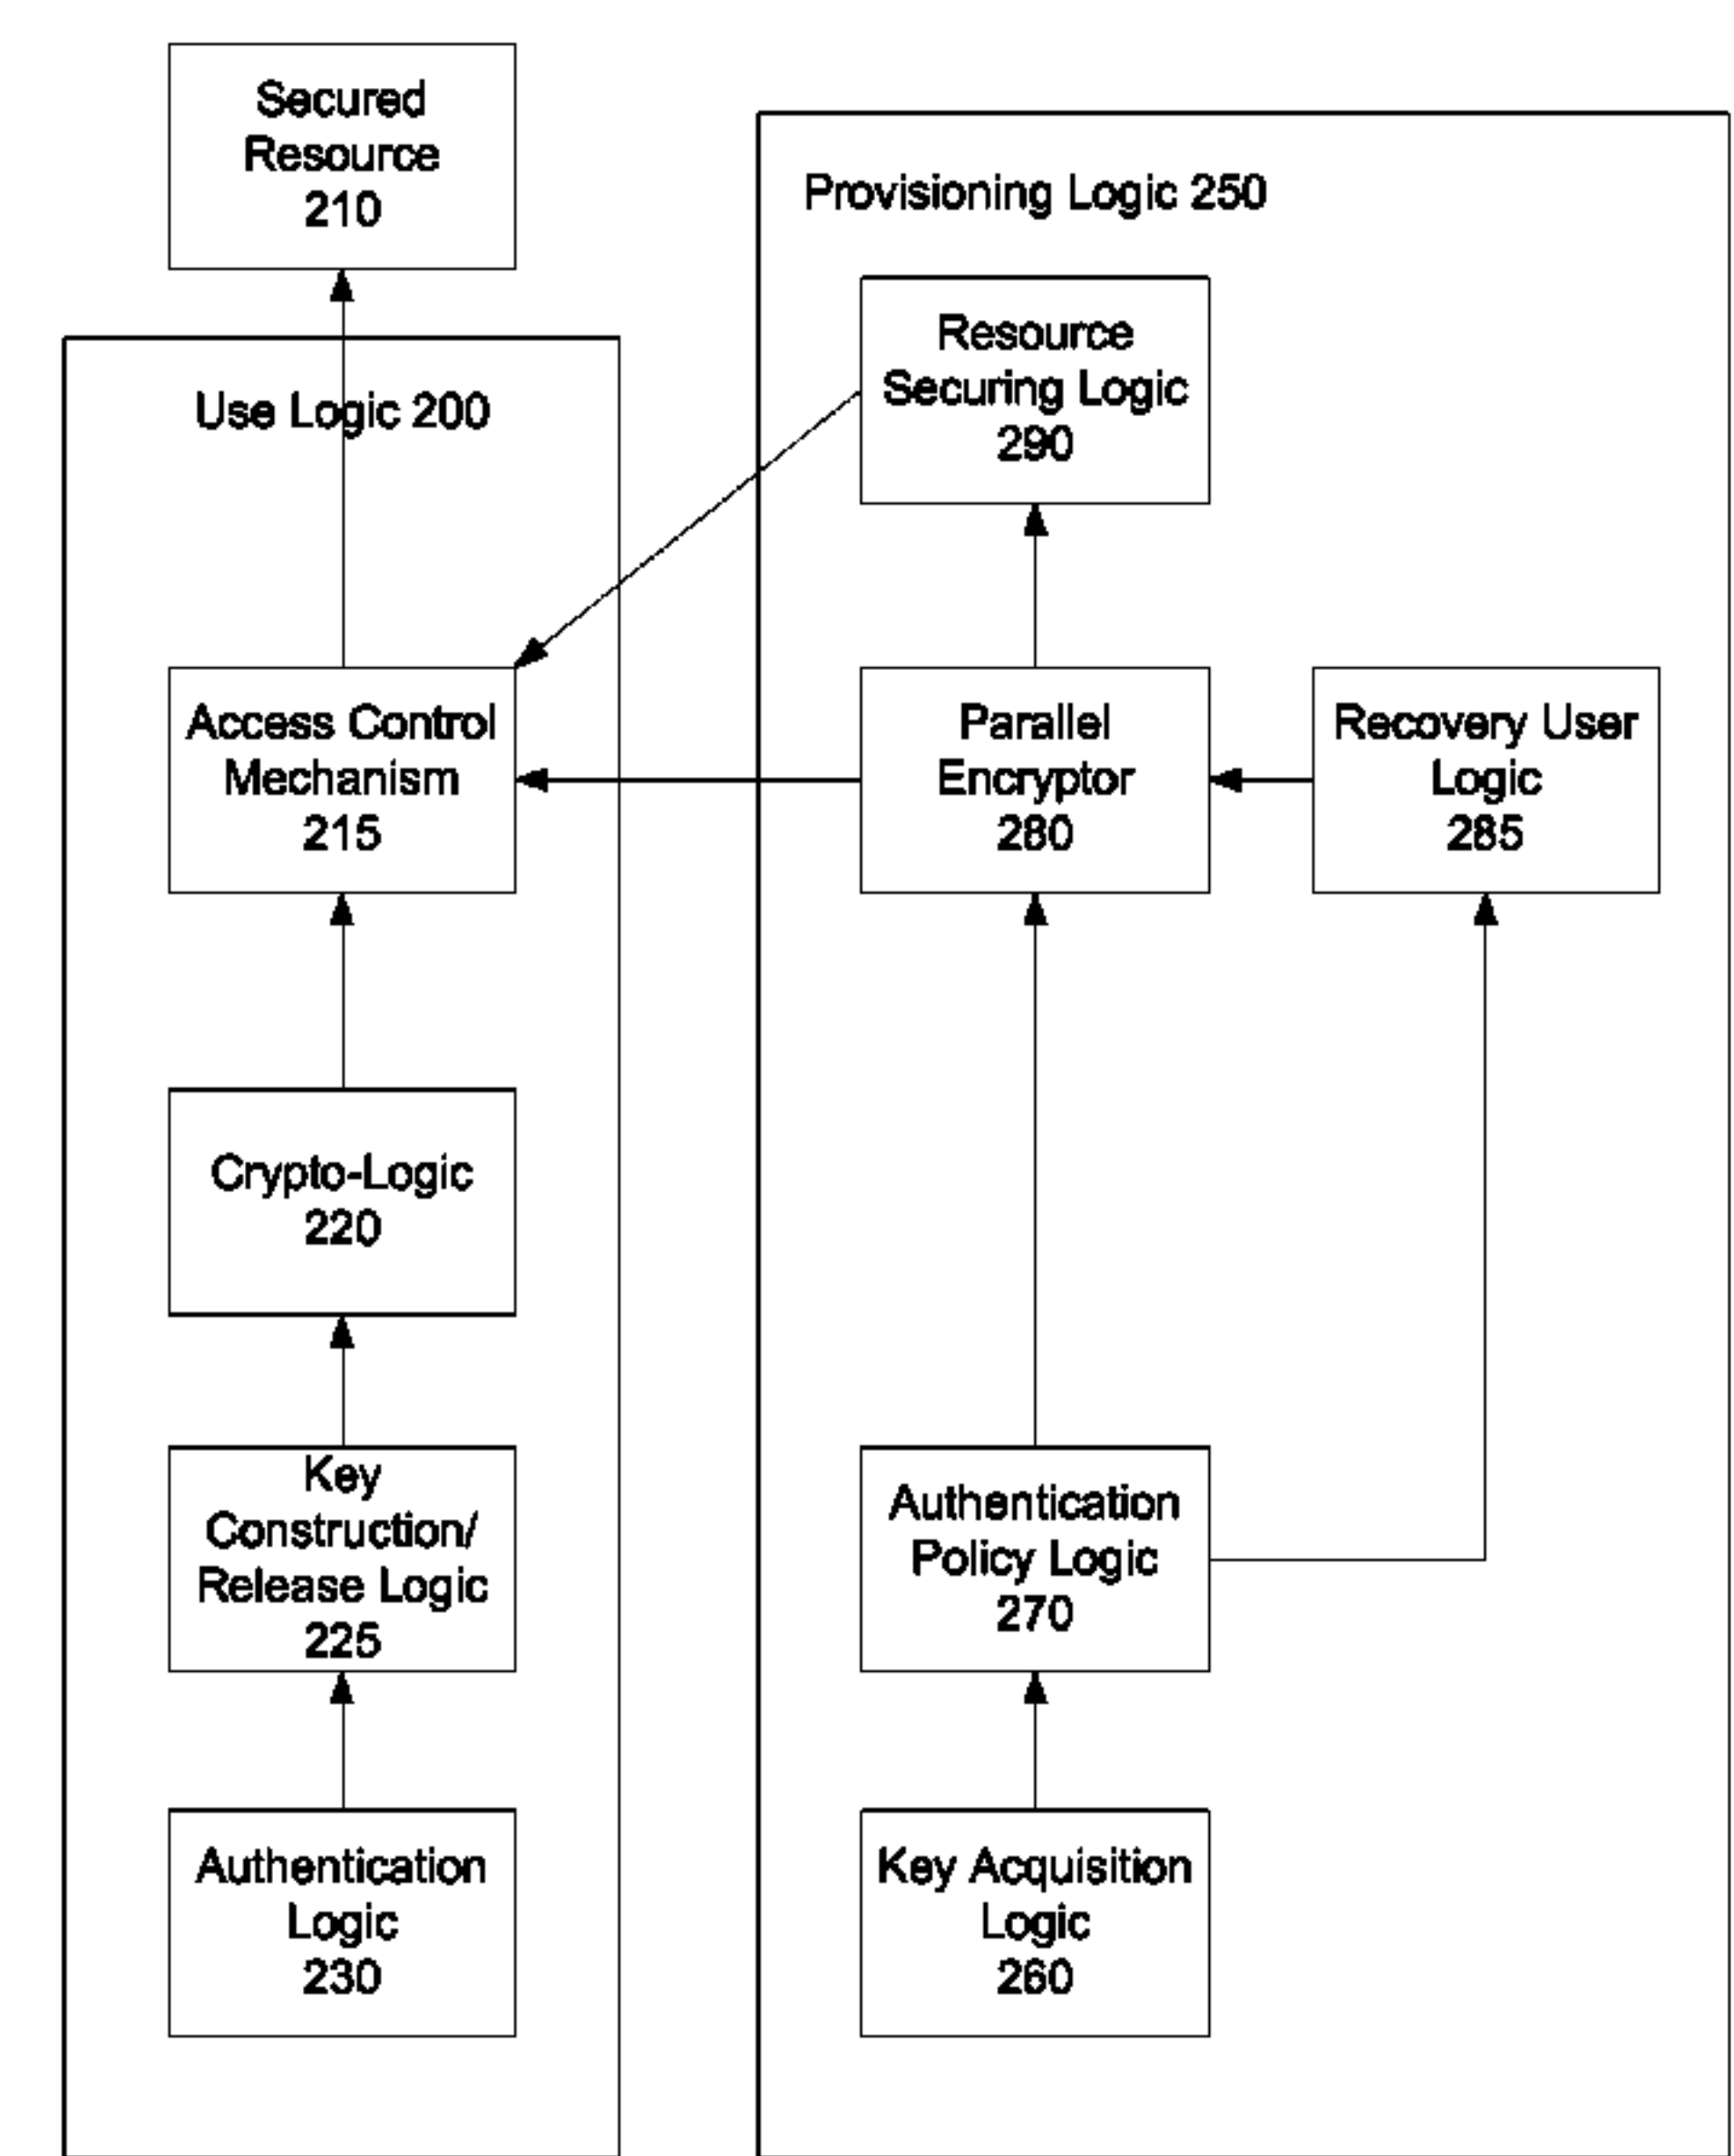 Secured
Resource
210
Provisioning Logic 250
Use Logic 200
Resource
Securing Logic
290
Access Control
Mechanism
215
Parallel
Encryptor
280
Recovery User
Logic
285
Crypto-Logic
220
Key
Construction/
Release Logic
225
Authentication
Policy Logic
270
Authentication
Logic
230
Key Acquisition
Logic
260